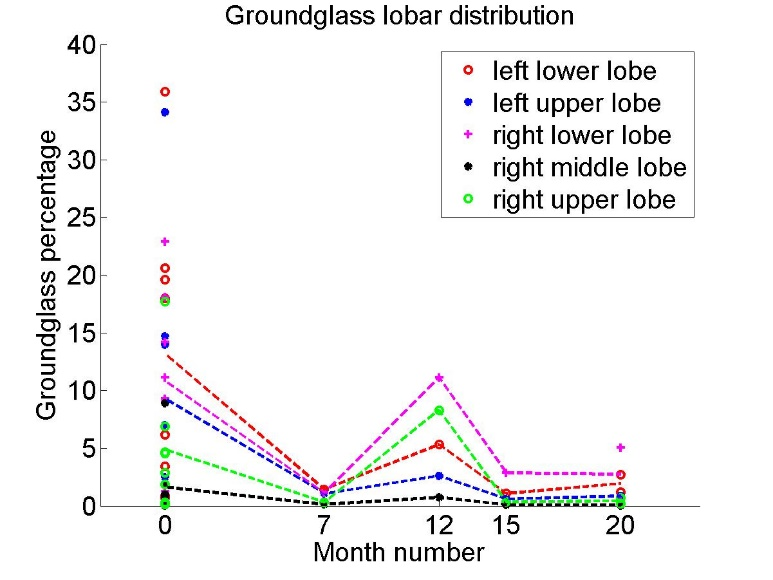 Groundglass lobar distribution
40
35
30
25
20
15
10
5
0
Groundglass percentage
left lower lobe
left upper lobe
right lower lobe
right middle lobe
right upper lobe
0 7 12 15 20
Month number